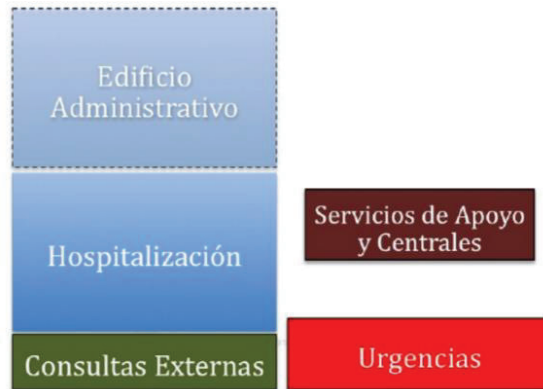 Edificio
Administrativo
Hospitalización
Servicios de Apoyo
y Centrales
Consultas Externas
Urgencias